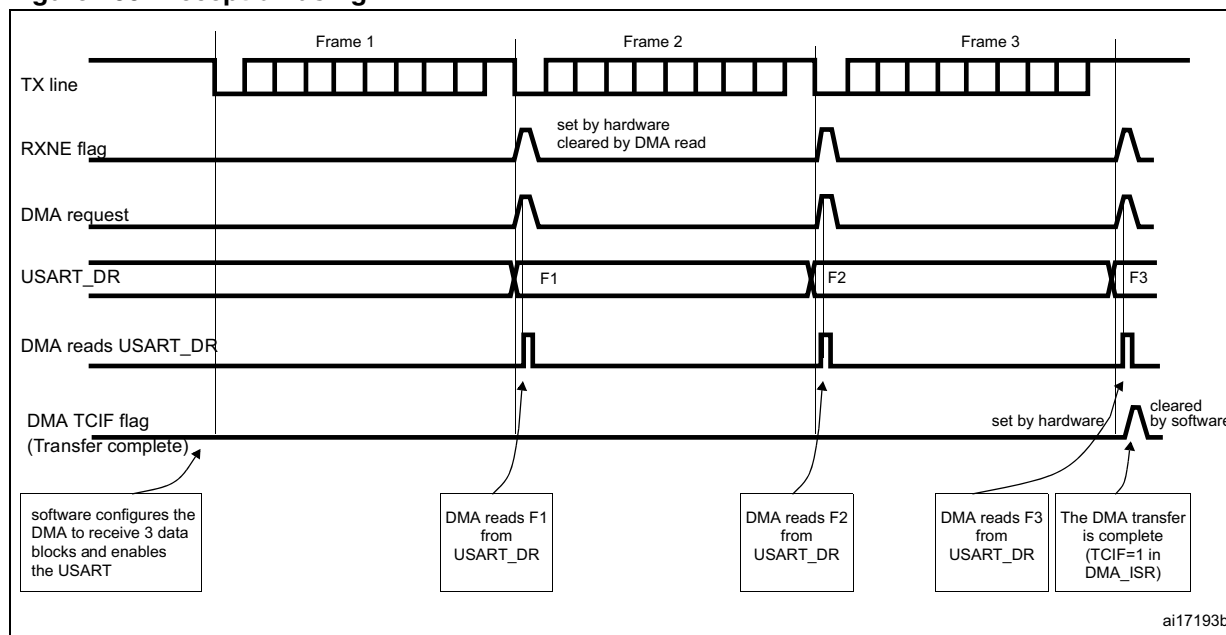 Frame 1
Frame 2
Frame 3
TX line
set by hardware
cleared by DMA read
RXNE flag
DMA request
USART_DR
F1
F2
F3
DMA reads USART_DR
DMA TCIF flag
(Transfer complete)
set by hardware
cleared
by software
software configures the
DMA to receive 3 data
blocks and enables
the USART
DMA reads F1
from
USART_DR
DMA reads F2
from
USART_DR
DMA reads F3
from
USART_DR
The DMA transfer
is complete
(TCIF=1 in
DMA_ISR)
ai17193b